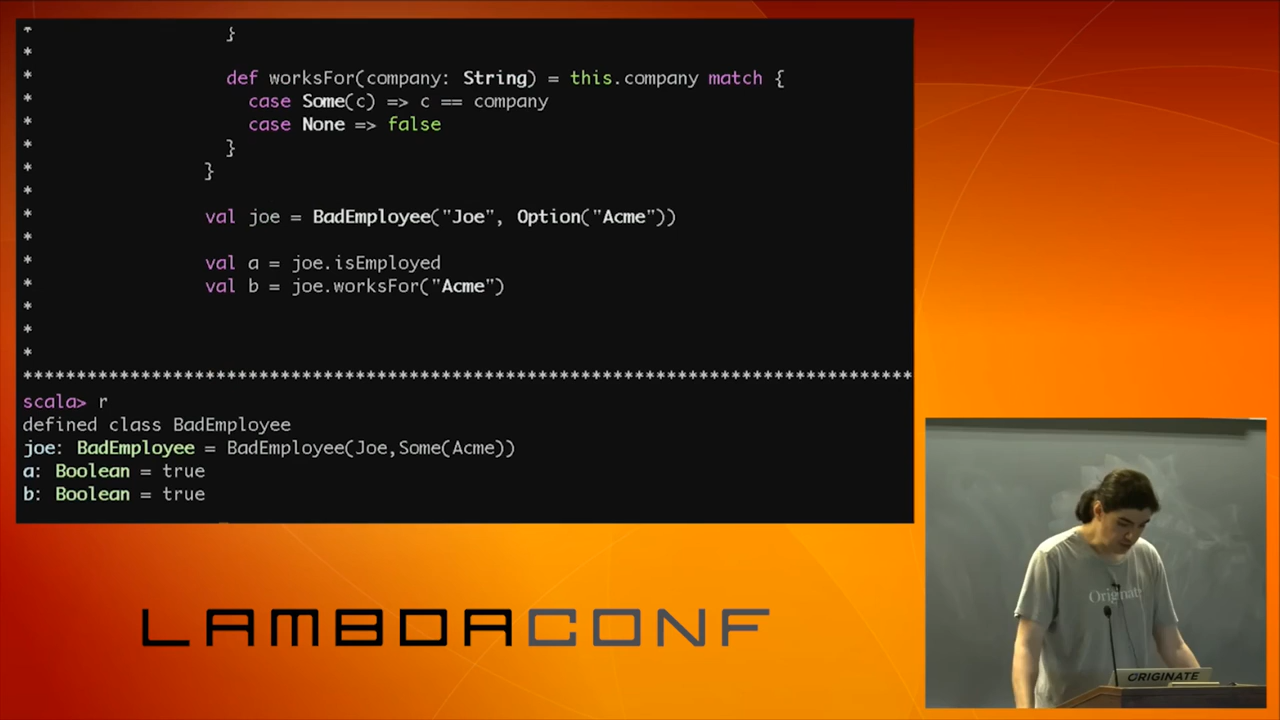 *                  }
*
*                  def worksFor(company: String) = this.company match {
*                    case Some(c) => c == company
*                    case None => false
*                  }
*                }
*
*                val joe = BadEmployee("Joe", Option("Acme"))
*
*                val a = joe.isEmployed
*                val b = joe.worksFor("Acme")
*
*
*
***********************************************************************************
scala> r
defined class BadEmployee
joe: BadEmployee = BadEmployee(Joe,Some(Acme))
a: Boolean = true
b: Boolean = true
Originate
ORIGINATE
LAMBDACONF